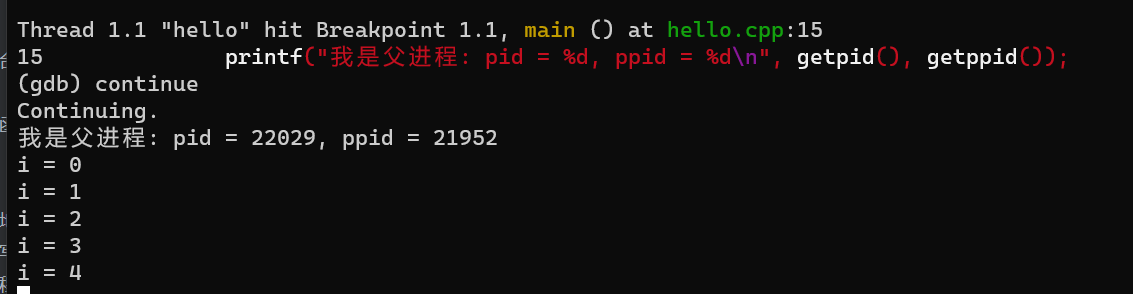 Thread 1.1 "hello" hit Breakpoint 1.1, main () at hello.cpp:15
15              printf("我是父进程: pid = %d, ppid = %d\n", getpid(), getppid());
(gdb) continue
Continuing.
我是父进程: pid = 22029, ppid = 21952
i = 0
i = 1
i = 2
i = 3
i = 4